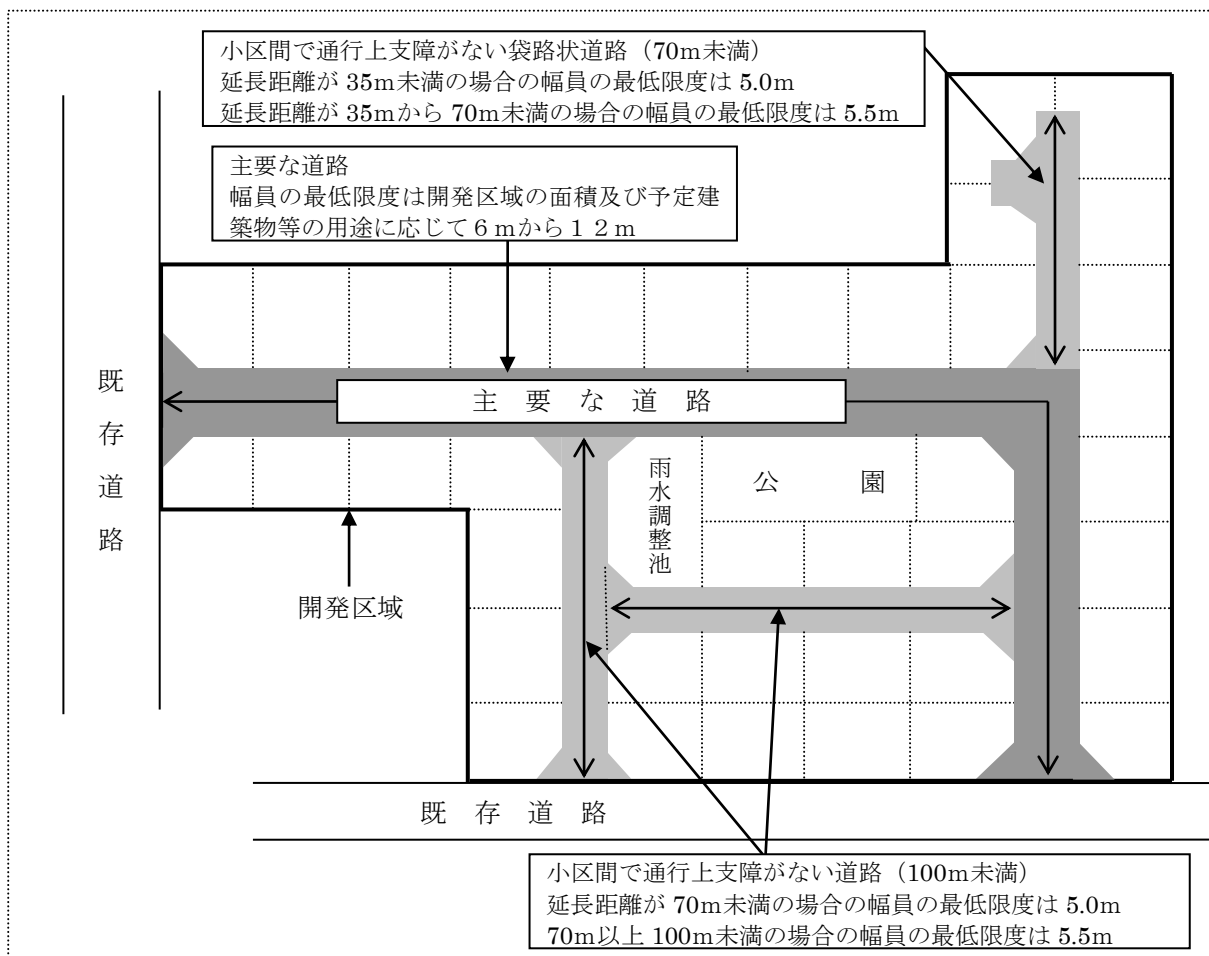 小区間で通行上支障がない袋路状道路（70ｍ未満）
延長距離が 35ｍ未満の場合の幅員の最低限度は 5.0ｍ
延長距離が 35ｍから 70ｍ未満の場合の幅員の最低限度は 5.5ｍ
主要な道路
幅員の最低限度は開発区域の面積及び予定建
築物等の用途に応じて６ｍから１２ｍ
既存道路
主要な道路
雨水調整池
公園
開発区域
既存道路
小区間で通行上支障がない道路（100ｍ未満）
延長距離が 70ｍ未満の場合の幅員の最低限度は 5.0ｍ
70ｍ以上 100ｍ未満の場合の幅員の最低限度は 5.5ｍ